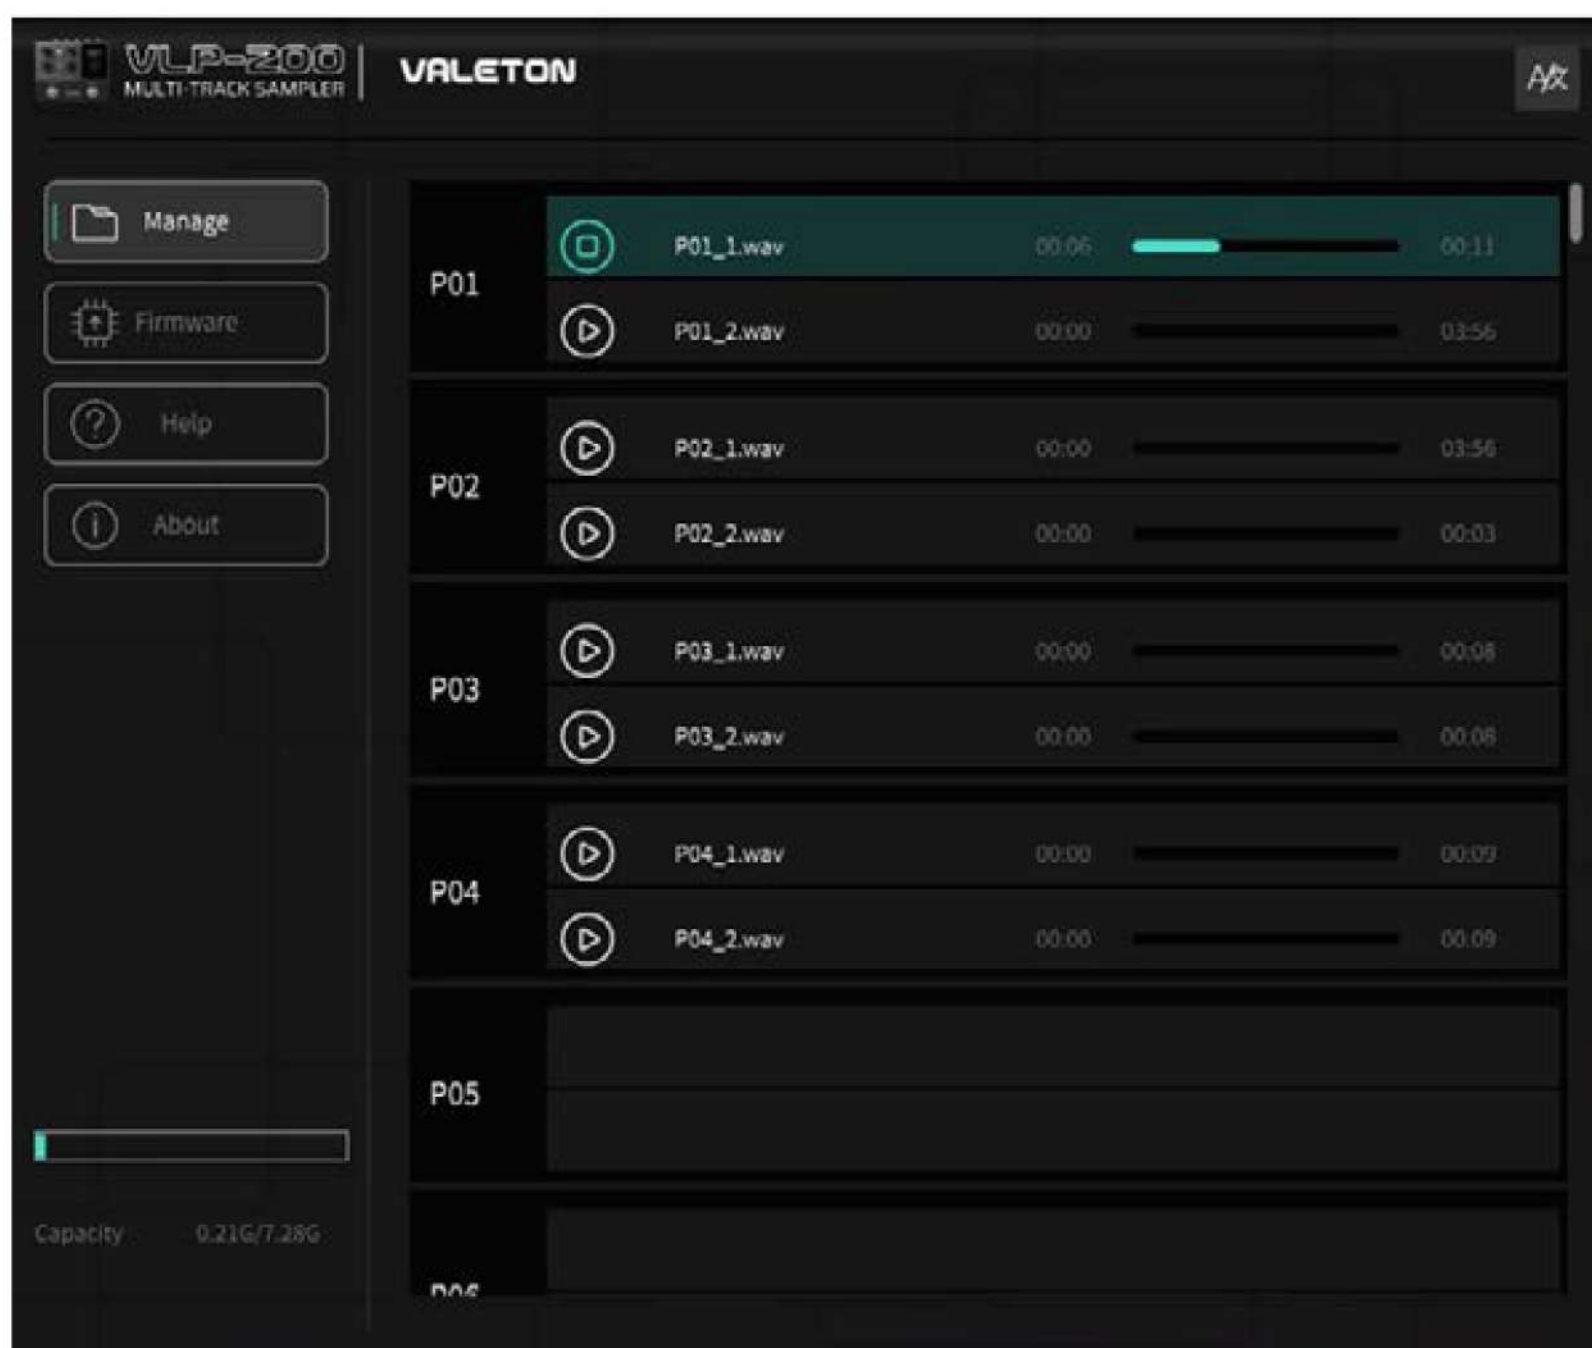 VLP-200
MULTI-TRACK SAMPLER
VALETON
A/文
Manage
Firmware
Help
About
Capacity 0.21G/7.28G
P01
P01_1.wav 00:06 00:11
P01_2.wav 00:00 03:56
P02
P02_1.wav 00:00 03:56
P02_2.wav 00:00 00:03
P03
P03_1.wav 00:00 00:08
P03_2.wav 00:00 00:08
P04
P04_1.wav 00:00 00:09
P04_2.wav 00:00 00:09
P05